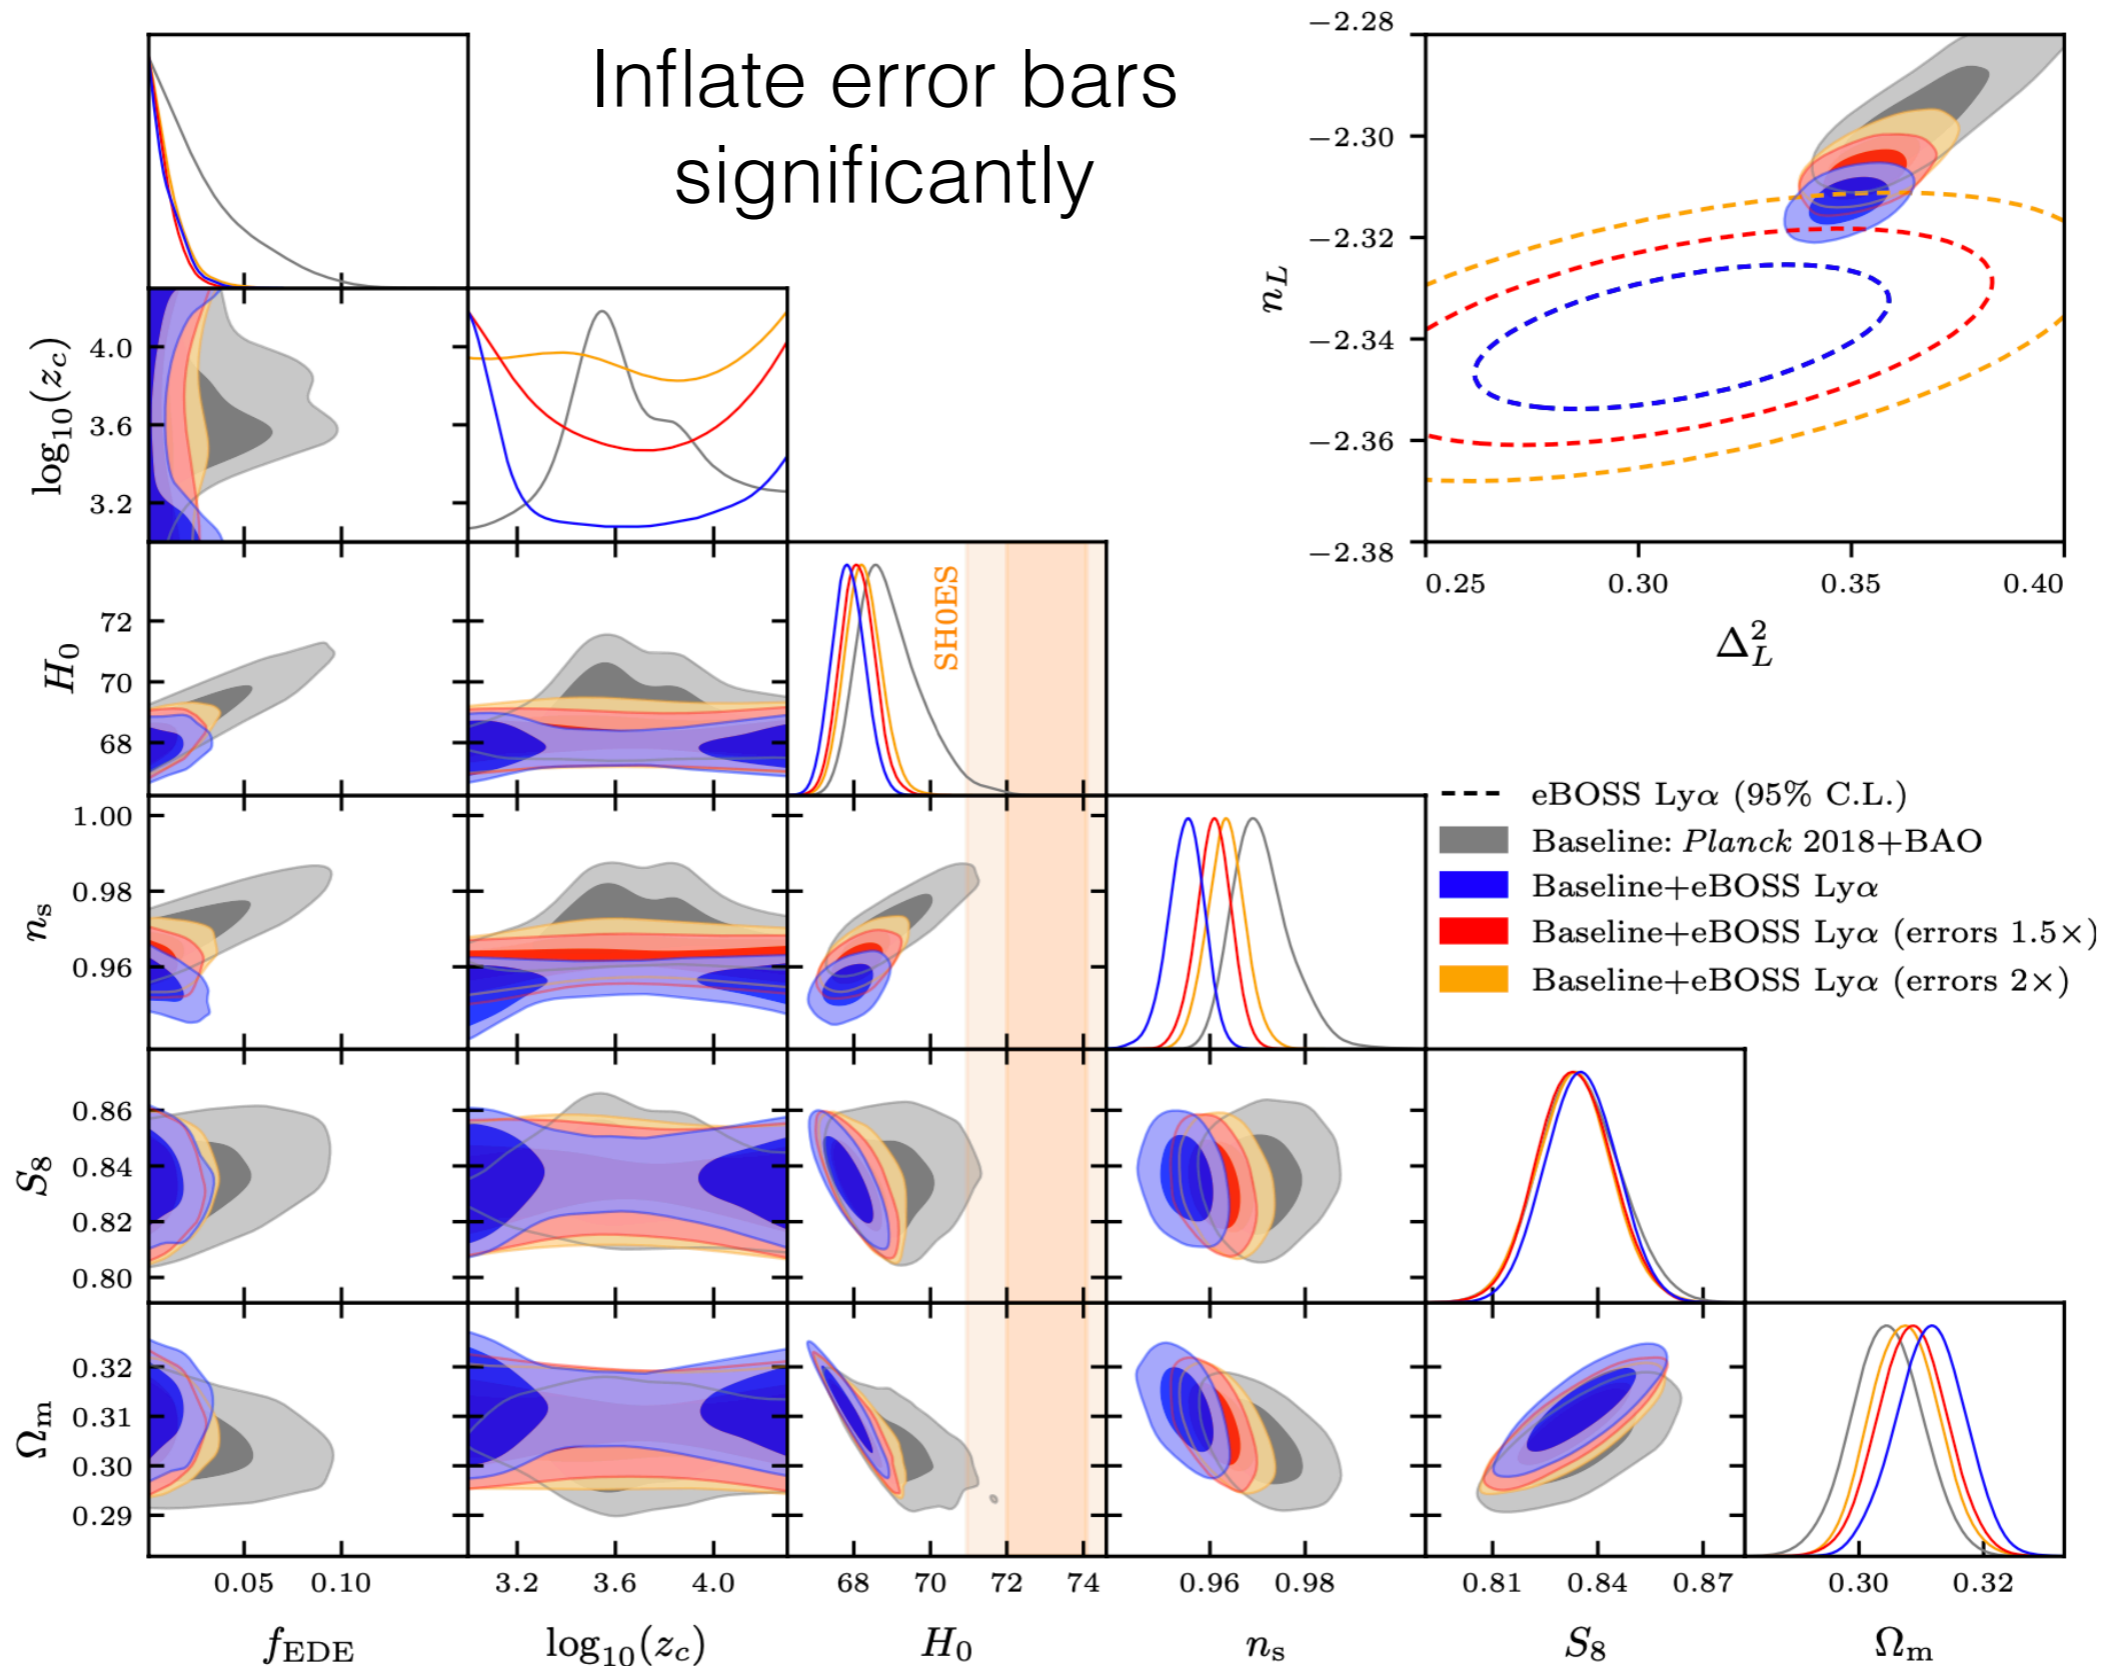 Inflate error bars
significantly
−2.28
−2.30
−2.32
−2.34
−2.36
−2.38
n_L
0.25 0.30 0.35 0.40
Δ²_L
4.0
3.6
3.2
log₁₀(z_c)
72
70
68
H₀
SH0ES
1.00
0.98
0.96
n_s
0.86
0.84
0.82
0.80
S₈
0.32
0.31
0.30
0.29
Ω_m
eBOSS Lyα (95% C.L.)
Baseline: Planck 2018+BAO
Baseline+eBOSS Lyα
Baseline+eBOSS Lyα (errors 1.5×)
Baseline+eBOSS Lyα (errors 2×)
0.05 0.10 3.2 3.6 4.0 68 70 72 74 0.96 0.98 0.81 0.84 0.87 0.30 0.32
f_EDE log₁₀(z_c) H₀ n_s S₈ Ω_m